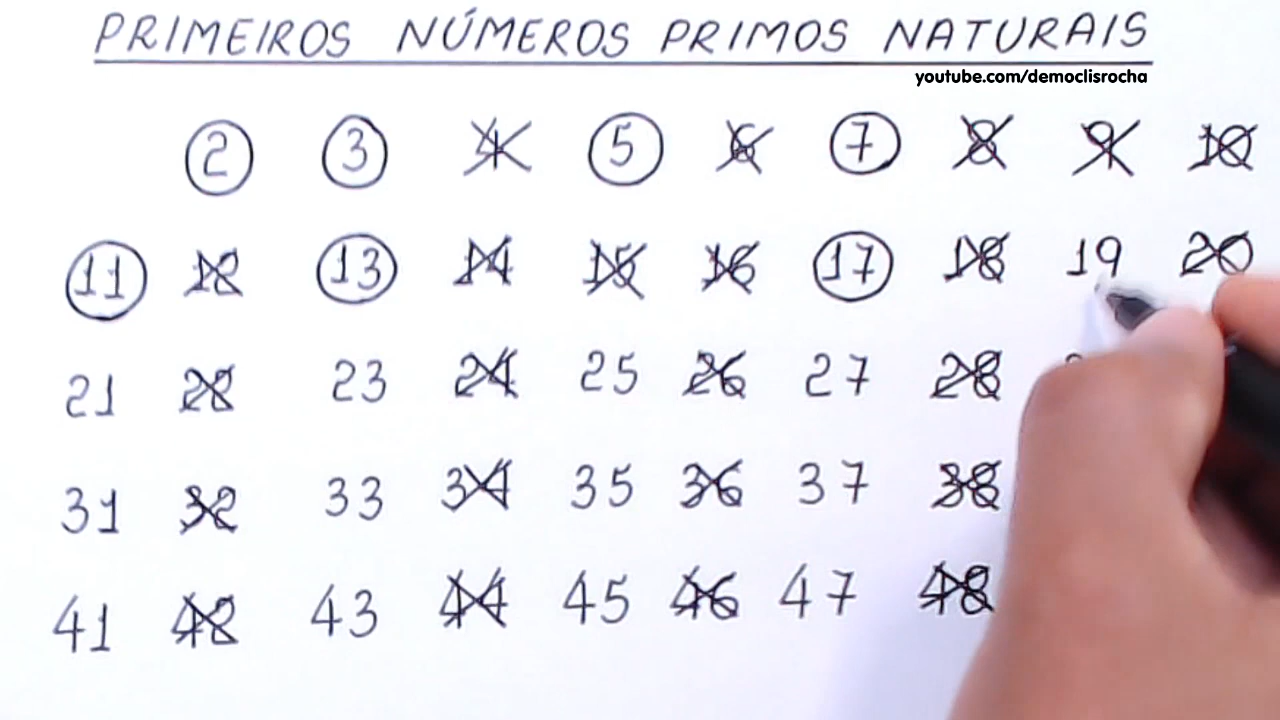 PRIMEIROS NÚMEROS PRIMOS NATURAIS
youtube.com/democlisrocha
2 3 4 5 6 7 8 9 10
11 12 13 14 15 16 17 18 19 20
21 22 23 24 25 26 27 28
31 32 33 34 35 36 37 38
41 42 43 44 45 46 47 48